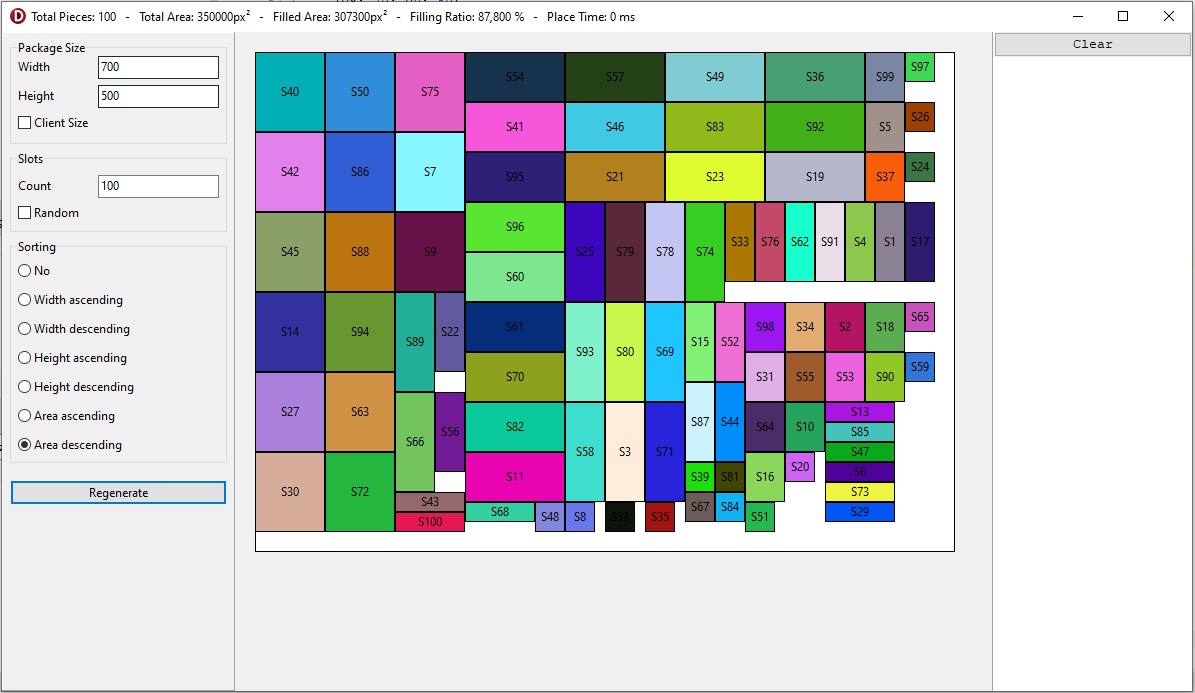 Total Pieces: 100 - Total Area: 350000px² - Filled Area: 307300px² - Filling Ratio: 87,800 % - Place Time: 0 ms
Package Size
Width 700
Height 500
Client Size
Slots
Count 100
Random
Sorting
No
Width ascending
Width descending
Height ascending
Height descending
Area ascending
Area descending
Regenerate
S40 S50 S75 S54 S57 S49 S36 S99 S97
S41 S46 S83 S92 S5 S26
S42 S86 S7 S95 S21 S23 S19 S37 S24
S45 S88 S9 S96 S25 S79 S78 S74 S33 S76 S62 S91 S4 S1 S17
S60
S14 S94 S89 S22 S61 S93 S80 S69 S15 S52 S98 S34 S2 S18 S65
S70 S31 S55 S53 S90 S59
S27 S63 S66 S56 S82 S58 S3 S71 S87 S44 S64 S10 S13
S85
S47
S30 S72 S11 S39 S81 S16 S20 S6
S73
S43 S68 S48 S8 S32 S35 S67 S84 S51 S29
S100
Clear